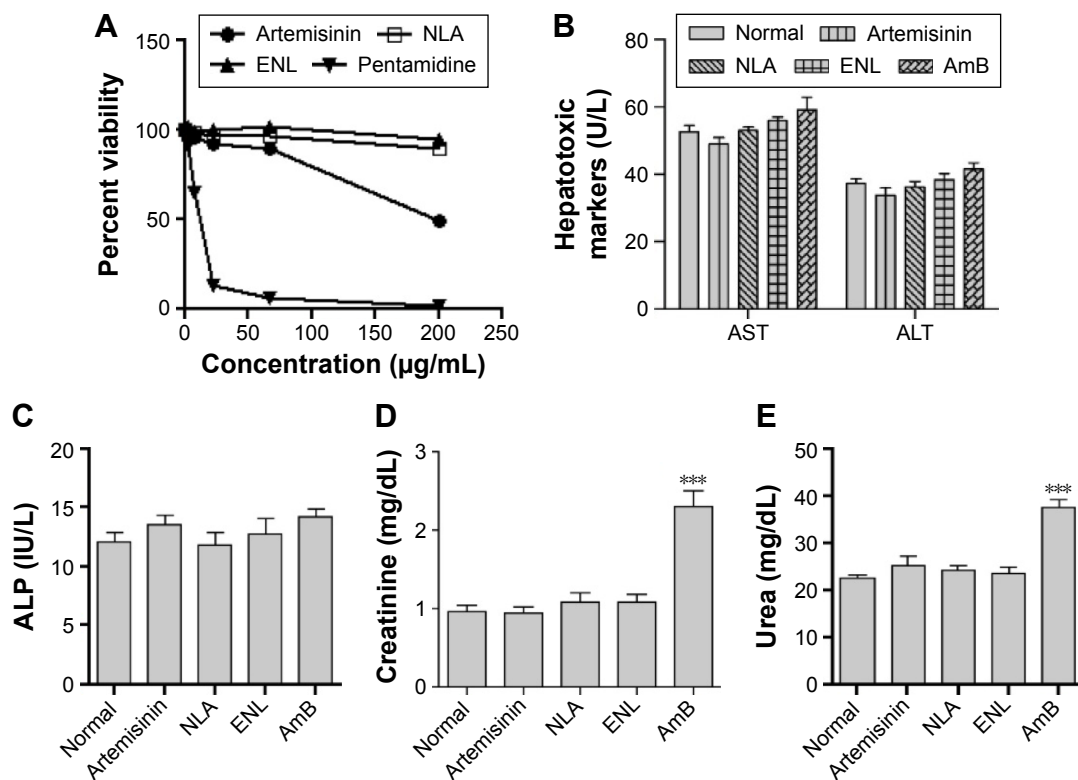 A
Artemisinin NLA
ENL Pentamidine
Percent viability
150
100
50
0
0 50 100 150 200 250
Concentration (µg/mL)
B
Normal Artemisinin
NLA ENL AmB
Hepatotoxic
markers (U/L)
80
60
40
20
0
AST ALT
C
ALP (IU/L)
20
15
10
5
0
Normal Artemisinin NLA ENL AmB
D
Creatinine (mg/dL)
3
2
1
0
***
Normal Artemisinin NLA ENL AmB
E
Urea (mg/dL)
50
40
30
20
10
0
***
Normal Artemisinin NLA ENL AmB